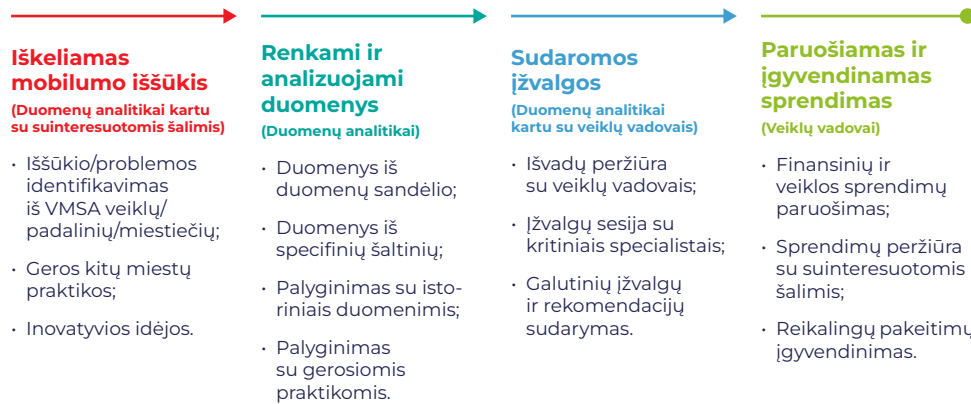 Iškeliamas
mobilumo iššūkis
(Duomenų analitikai kartu
su suinteresuotomis šalimis)
· Iššūkio/problemos
identifikavimas
iš VMSA veiklų/
padalinių/miestiečių;
· Geros kitų miestų
praktikos;
· Inovatyvios idėjos.
Renkami ir
analizuojami
duomenys
(Duomenų analitikai)
· Duomenys iš
duomenų sandėlio;
· Duomenys iš
specifinių šaltinių;
· Palyginimas su isto-
riniais duomenimis;
· Palyginimas
su gerosiomis
praktikomis.
Sudaromos
įžvalgos
(Duomenų analitikai
kartu su veiklų vadovais)
· Išvadų peržiūra
su veiklų vadovais;
· Įžvalgų sesija su
kritiniais specialistais;
· Galutinių įžvalgų
ir rekomendacijų
sudarymas.
Paruošiamas ir
įgyvendinamas
sprendimas
(Veiklų vadovai)
· Finansinių ir
veiklos sprendimų
paruošimas;
· Sprendimų peržiūra
su suinteresuotomis
šalimis;
· Reikalingų pakeitimų
įgyvendinimas.